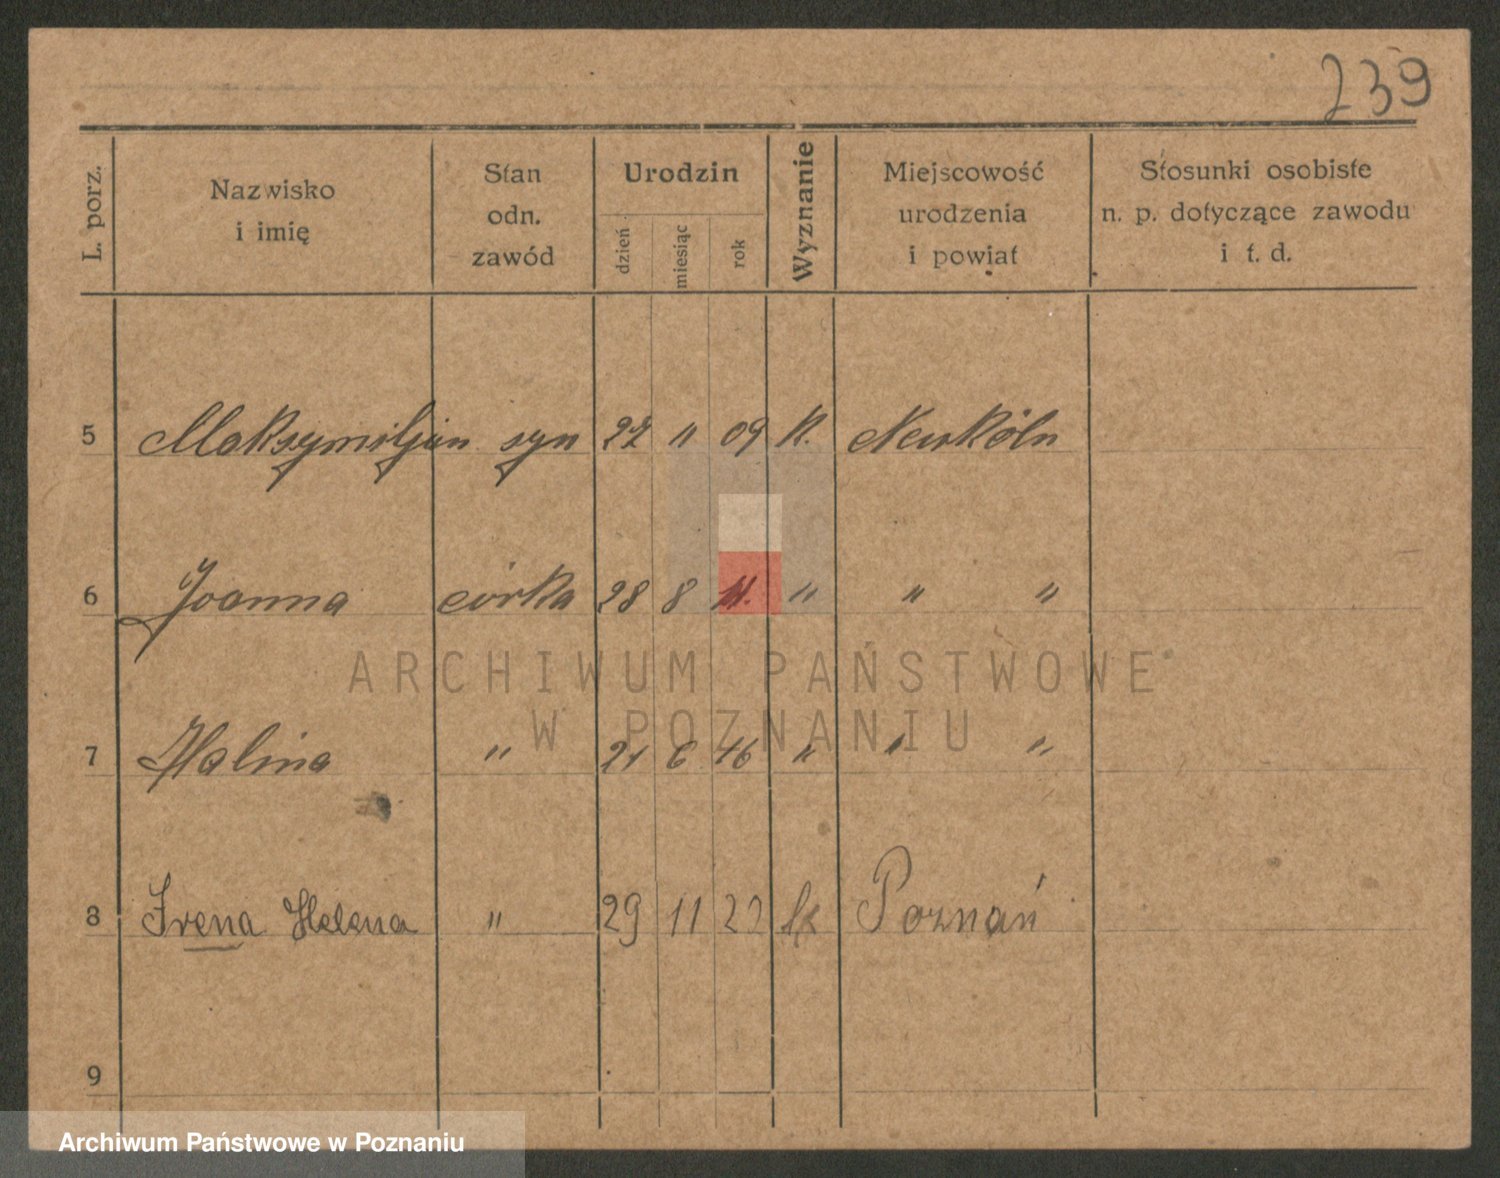 239
L. porz.
Nazwisko
i imię
Stan
odn.
zawód
Urodzin
dzień
miesiąc
rok
Wyznanie
Miejscowość
urodzenia
i powiat
Stosunki osobiste
n. p. dotyczące zawodu
i t. d.
5 Maksymiljan syn 22 11 09 k. Neukölln
6 Joanna córka 28 8 11. " " "
7 Halina " 21 6 16 " " "
8 Irena Helena " 29 11 22 Poznań
9
ARCHIWUM PAŃSTWOWE
W POZNANIU
Archiwum Państwowe w Poznaniu